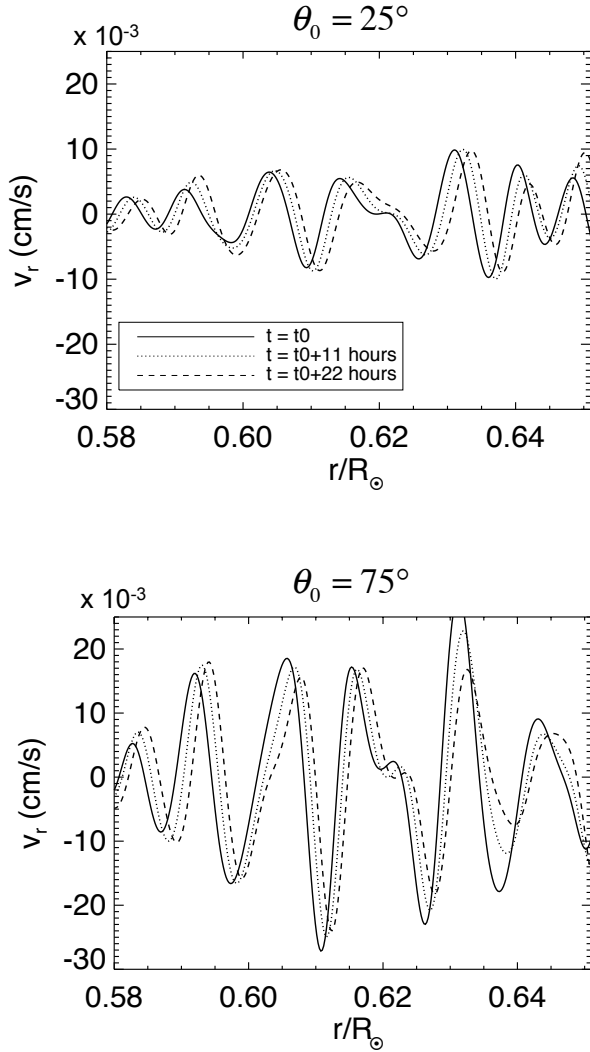 θ₀ = 25°
x 10⁻³
20
10
0
-10
-20
-30
v_r (cm/s)
t = t0
t = t0+11 hours
t = t0+22 hours
0.58 0.60 0.62 0.64
r/R☉
θ₀ = 75°
x 10⁻³
20
10
0
-10
-20
-30
v_r (cm/s)
0.58 0.60 0.62 0.64
r/R☉